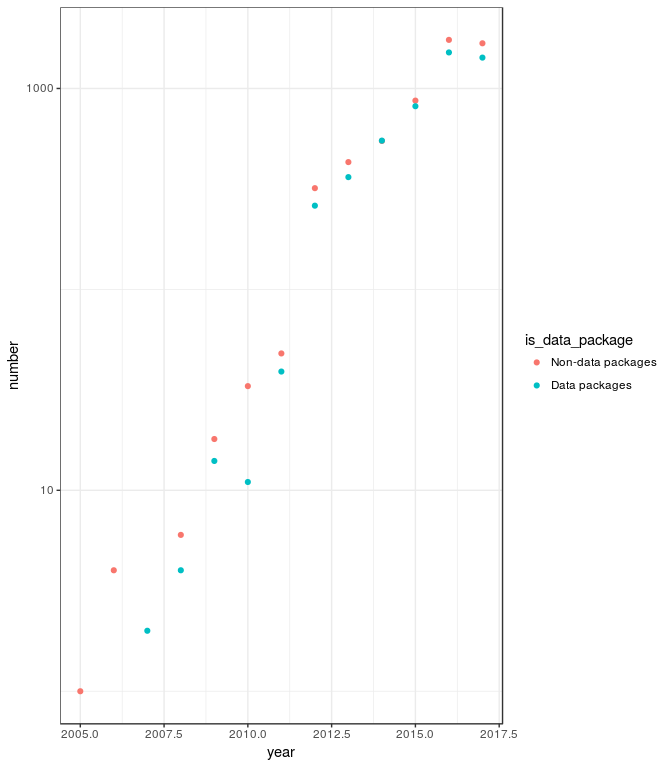 1000
10
number
2005.0 2007.5 2010.0 2012.5 2015.0 2017.5
year
is_data_package
Non-data packages
Data packages